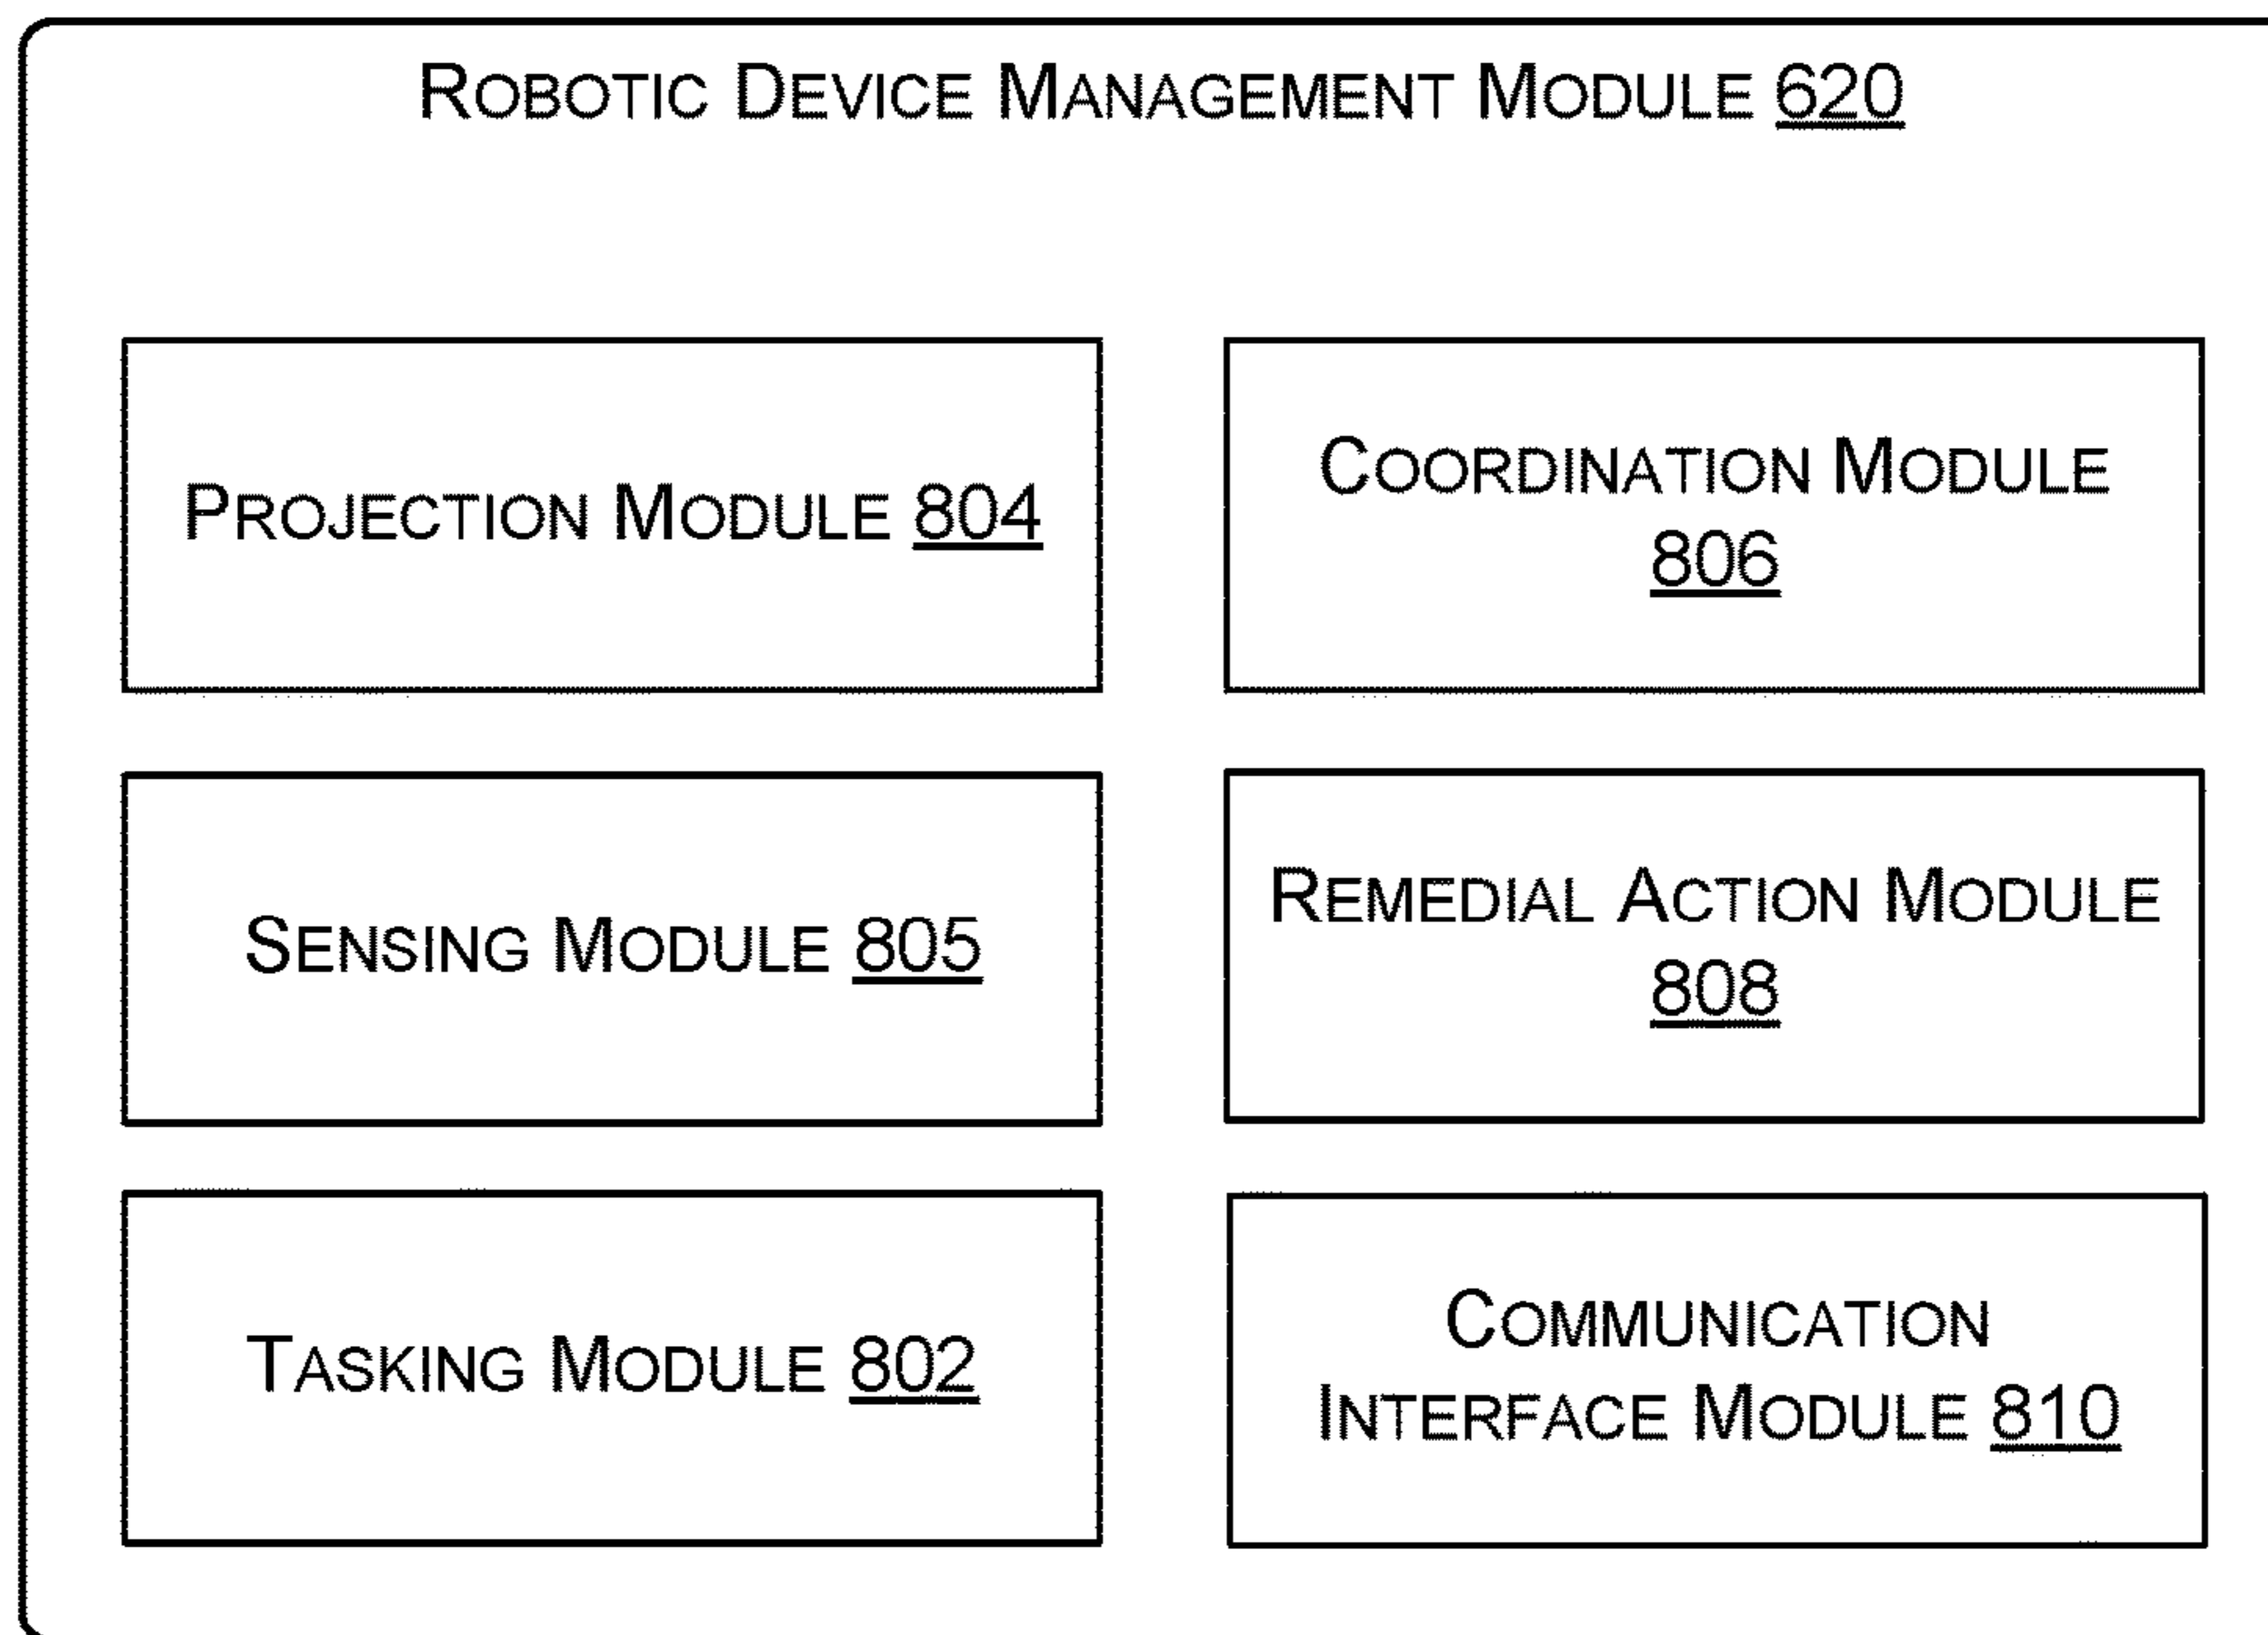 ROBOTIC DEVICE MANAGEMENT MODULE 620
PROJECTION MODULE 804
COORDINATION MODULE
806
SENSING MODULE 805
REMEDIAL ACTION MODULE
808
TASKING MODULE 802
COMMUNICATION
INTERFACE MODULE 810